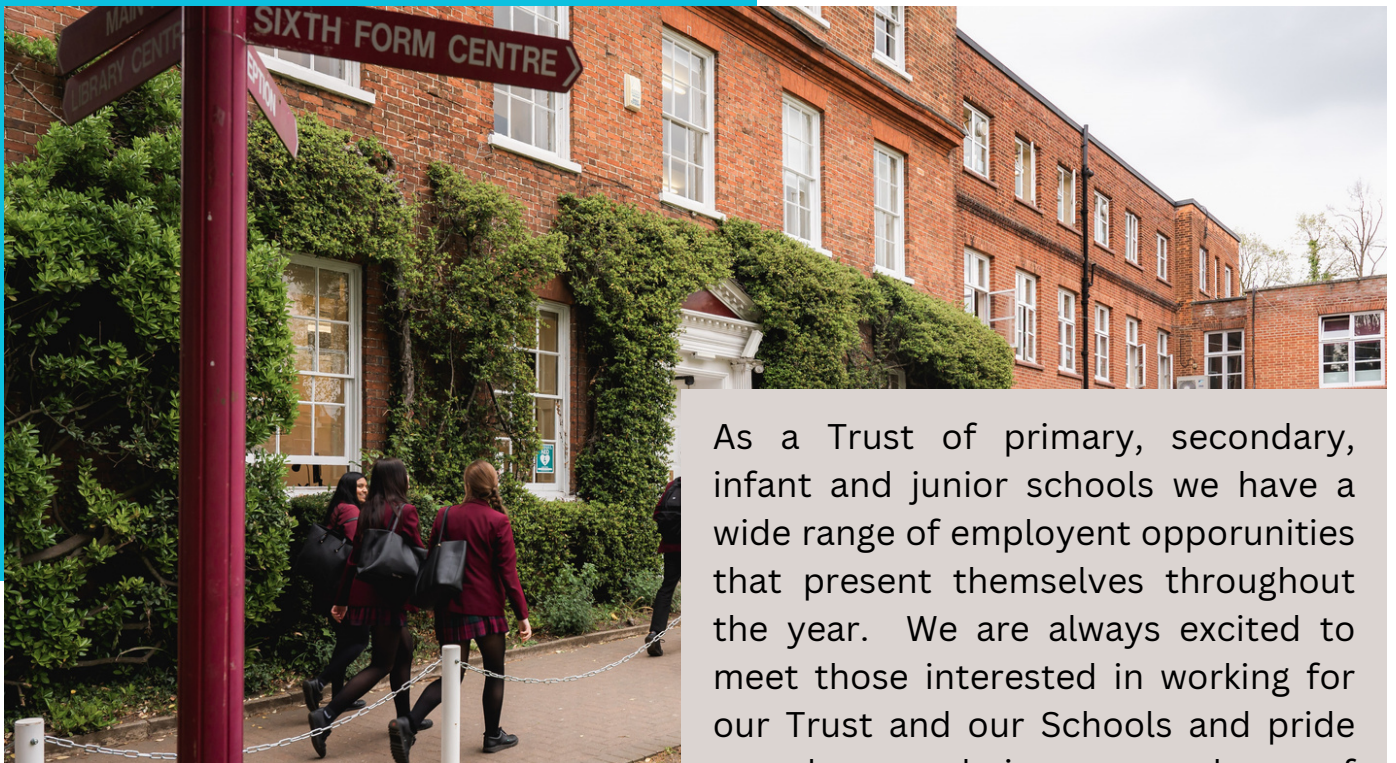 MAIN
LIBRARY CENTR
SIXTH FORM CENTRE
EPTION
As a Trust of primary, secondary,
infant and junior schools we have a
wide range of employent opporunities
that present themselves throughout
the year. We are always excited to
meet those interested in working for
our Trust and our Schools and pride